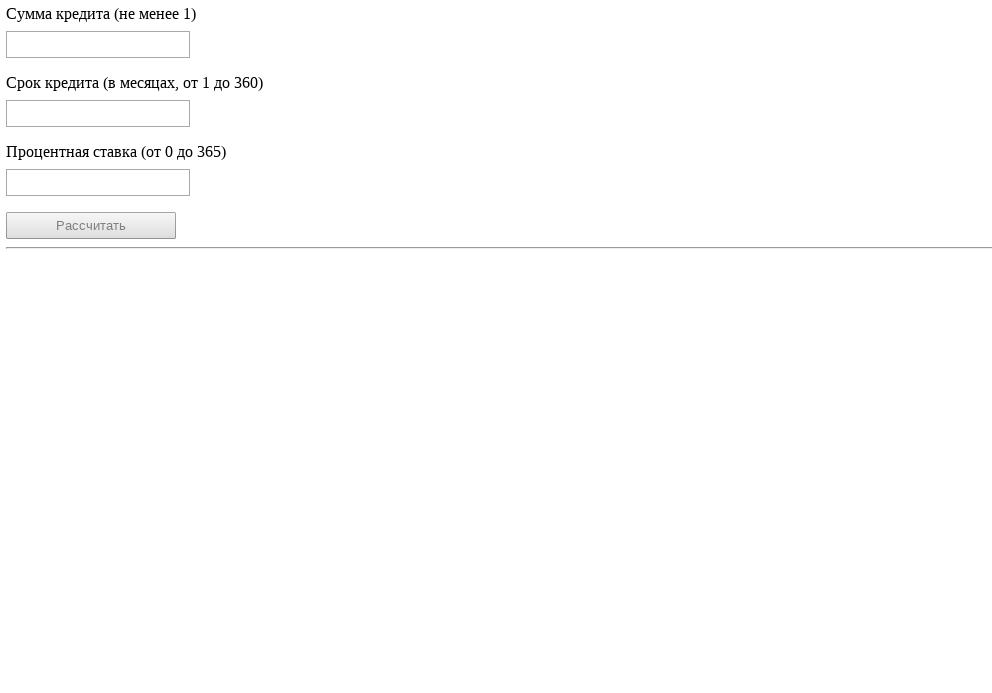 Сумма кредита (не менее 1)
Срок кредита (в месяцах, от 1 до 360)
Процентная ставка (от 0 до 365)
Рассчитать